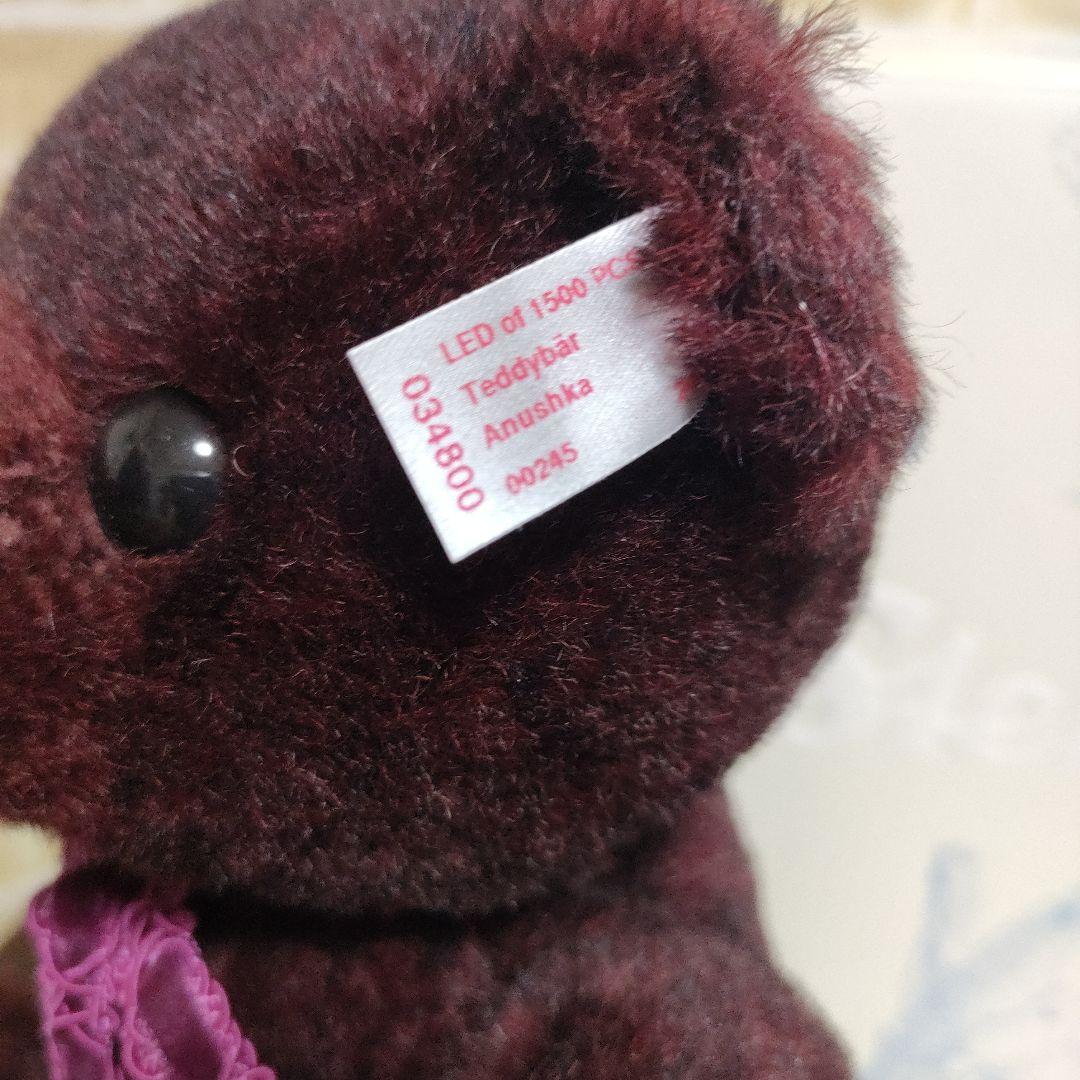 LED of 1500 PCS
Teddybär
Anushka
00245
034800